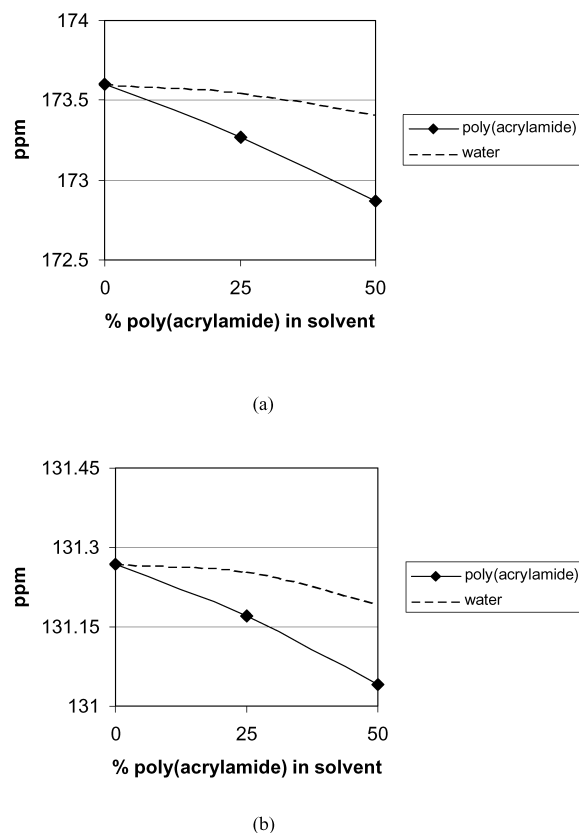 174
173.5
173
172.5
ppm
0
25
50
% poly(acrylamide) in solvent
poly(acrylamide)
water
(a)
131.45
131.3
131.15
131
ppm
0
25
50
% poly(acrylamide) in solvent
poly(acrylamide)
water
(b)